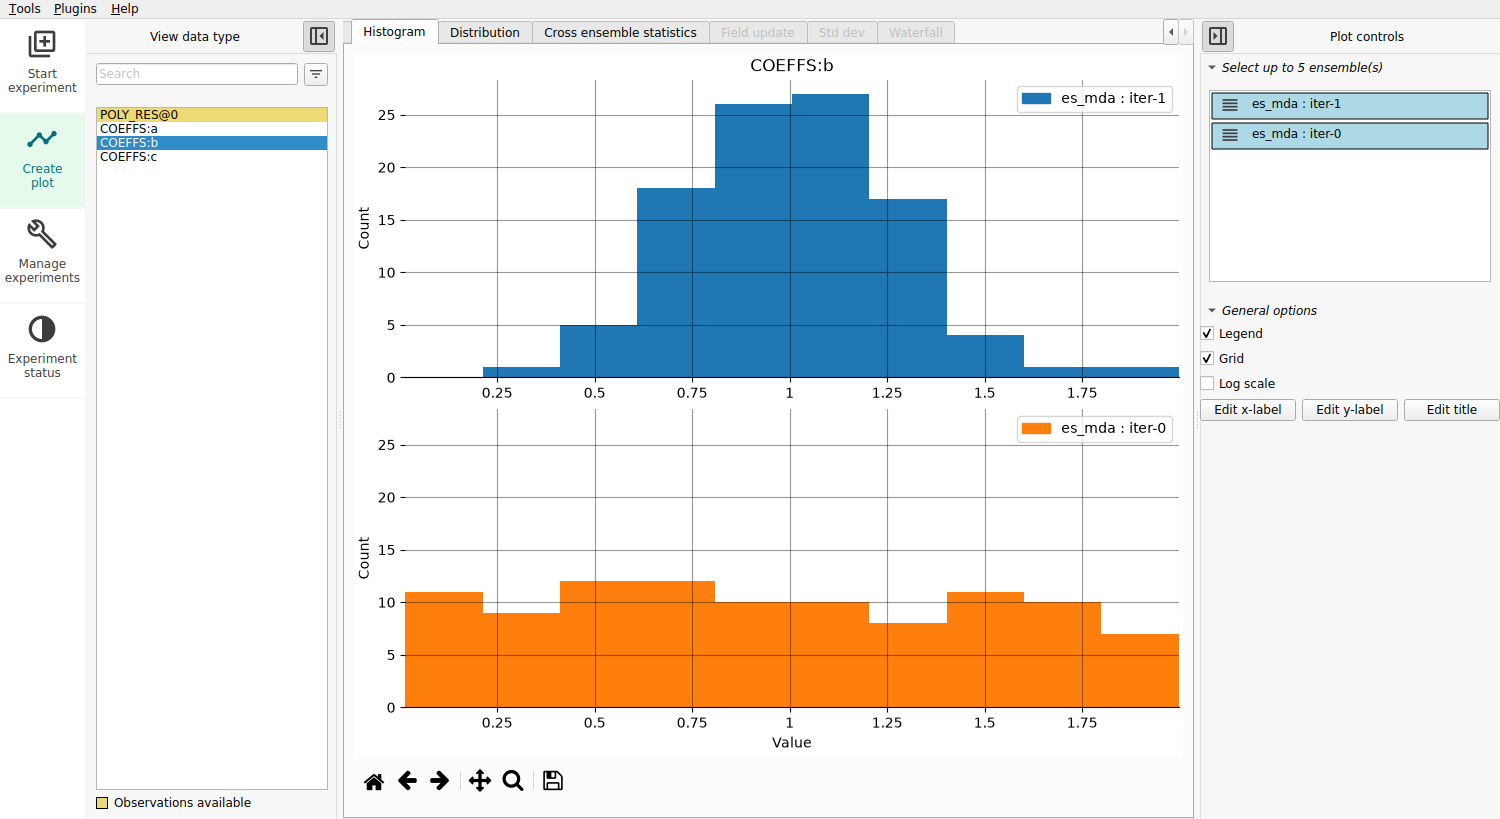 Tools Plugins Help
Start
experiment
Create
plot
Manage
experiments
Experiment
status
View data type
Search
POLY_RES@0
COEFFS:a
COEFFS:b
COEFFS:c
Observations available
Histogram Distribution Cross ensemble statistics Field update Std dev Waterfall
COEFFS:b
es_mda : iter-1
Count
25
20
15
10
5
0
0.25 0.5 0.75 1 1.25 1.5 1.75
es_mda : iter-0
Count
25
20
15
10
5
0
0.25 0.5 0.75 1 1.25 1.5 1.75
Value
Plot controls
Select up to 5 ensemble(s)
es_mda : iter-1
es_mda : iter-0
General options
Legend
Grid
Log scale
Edit x-label Edit y-label Edit title